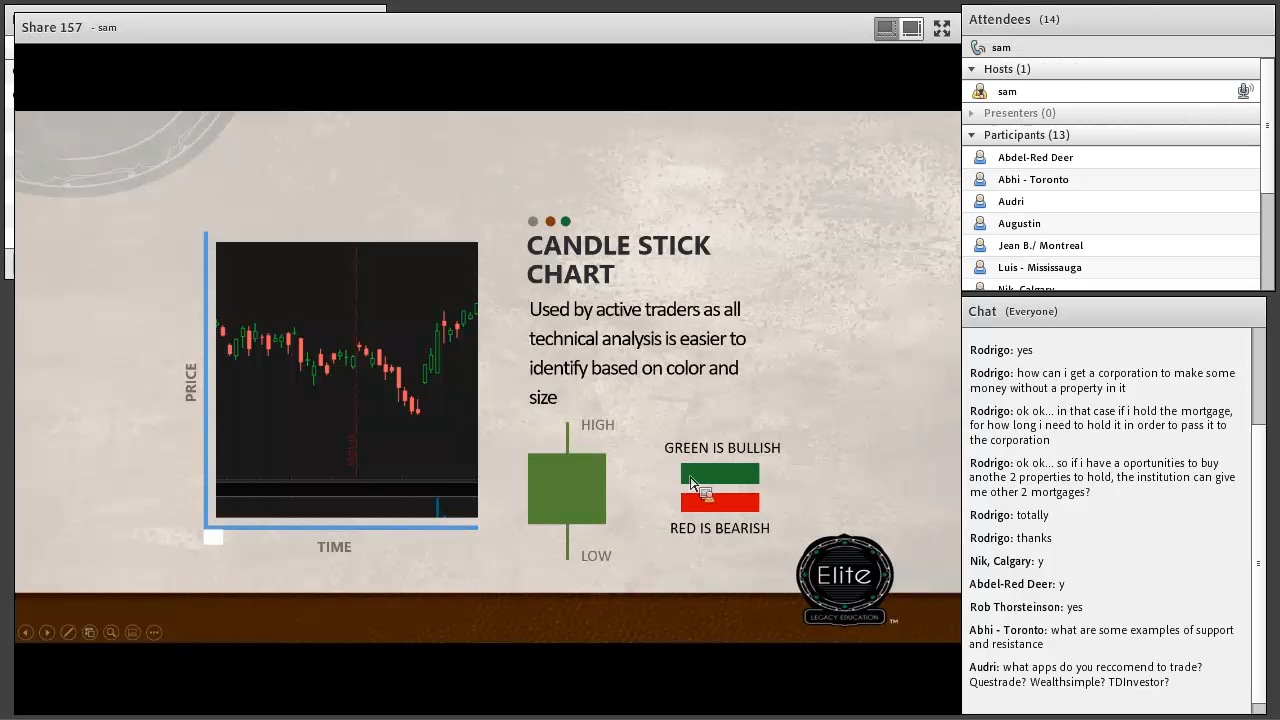 Share 157 - sam
CANDLE STICK
CHART
Used by active traders as all
technical analysis is easier to
identify based on color and
size
PRICE
TIME
HIGH
LOW
GREEN IS BULLISH
RED IS BEARISH
Elite
LEGACY EDUCATION
TM
Attendees (14)
sam
Hosts (1)
sam
Presenters (0)
Participants (13)
Abdel-Red Deer
Abhi - Toronto
Audri
Augustin
Jean B./ Montreal
Luis - Mississauga
Nik, Calgary
Chat (Everyone)
Rodrigo: yes
Rodrigo: how can i get a corporation to make some
money without a property in it
Rodrigo: ok ok... in that case if i hold the mortgage,
for how long i need to hold it in order to pass it to
the corporation
Rodrigo: ok ok... so if i have a oportunities to buy
anothe 2 properties to hold, the institution can give
me other 2 mortgages?
Rodrigo: totally
Rodrigo: thanks
Nik, Calgary: y
Abdel-Red Deer: y
Rob Thorsteinson: yes
Abhi - Toronto: what are some examples of support
and resistance
Audri: what apps do you reccomend to trade?
Questrade? Wealthsimple? TDInvestor?